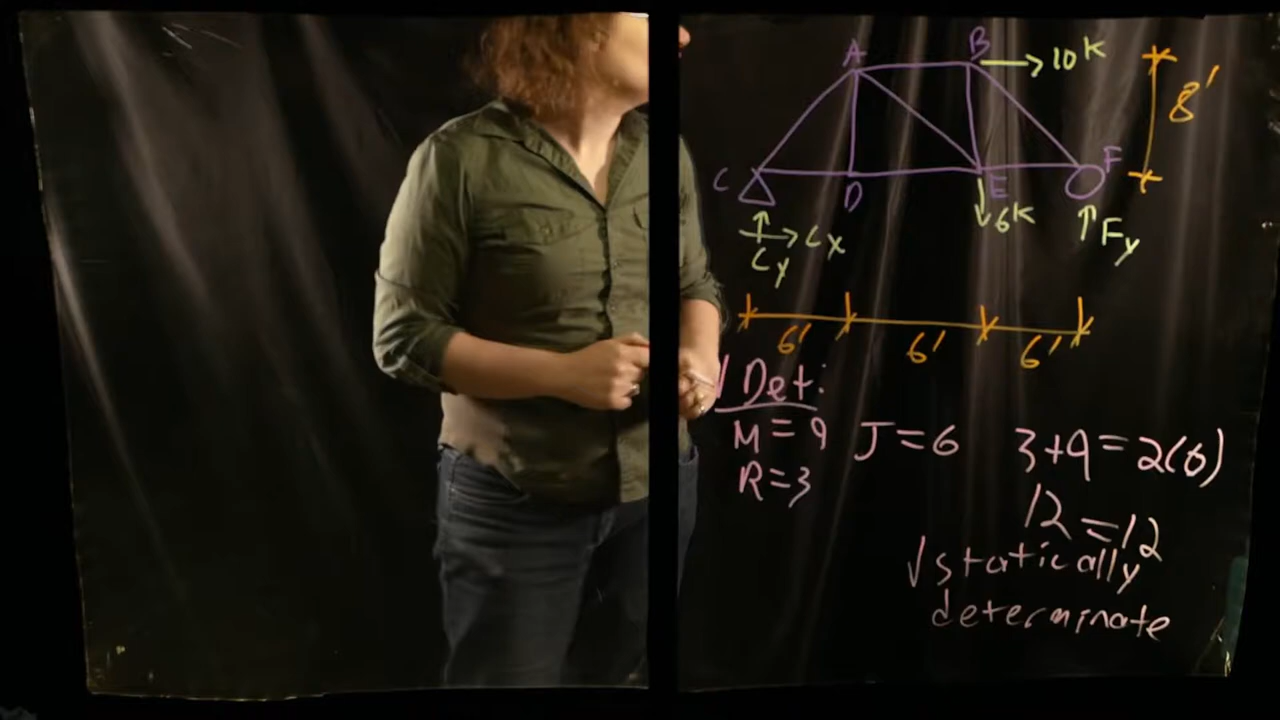 A B 10K
8'
C D E F
6K Fy
Cx
Cy
6' 6' 6'
√ Det:
M=9 J=6 3+9=2(6)
R=3
12=12
√ statically
determinate